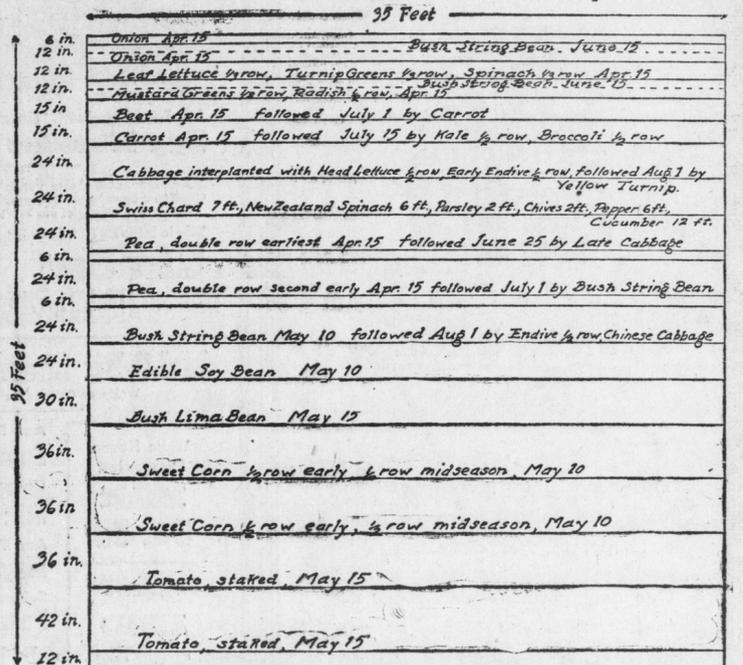 35 Feet
6 in. Onion Apr. 15
12 in. Bush String Bean June 15
Onion Apr. 15
12 in. Leaf Lettuce ½ row, Turnip Greens ½ row, Spinach ½ row Apr. 15
12 in. Bush String Bean June 15
Mustard Greens ½ row, Radish ½ row, Apr. 15
15 in Beet Apr. 15 followed July 1 by Carrot
15 in. Carrot Apr. 15 followed July 15 by Kale ½ row, Broccoli ½ row
24 in. Cabbage interplanted with Head Lettuce ½ row, Early Endive ½ row, followed Aug 1 by
Yellow Turnip.
24 in. Swiss Chard 7 ft., New Zealand Spinach 6 ft., Parsley 2 ft., Chives 2 ft., Pepper 6 ft.,
Cucumber 12 ft.
24 in. Pea, double row earliest Apr. 15 followed June 25 by Late Cabbage
6 in.
24 in. Pea, double row second early Apr. 15 followed July 1 by Bush String Bean
6 in.
24 in. Bush String Bean May 10 followed Aug 1 by Endive ½ row, Chinese Cabbage
24 in. Edible Soy Bean May 10
35 Feet
30 in. Bush Lima Bean May 15
36 in. Sweet Corn ½ row early ½ row midseason, May 10
36 in Sweet Corn ½ row early, ½ row midseason, May 10
36 in. Tomato, staked, May 15
42 in. Tomato, staked, May 15
12 in.